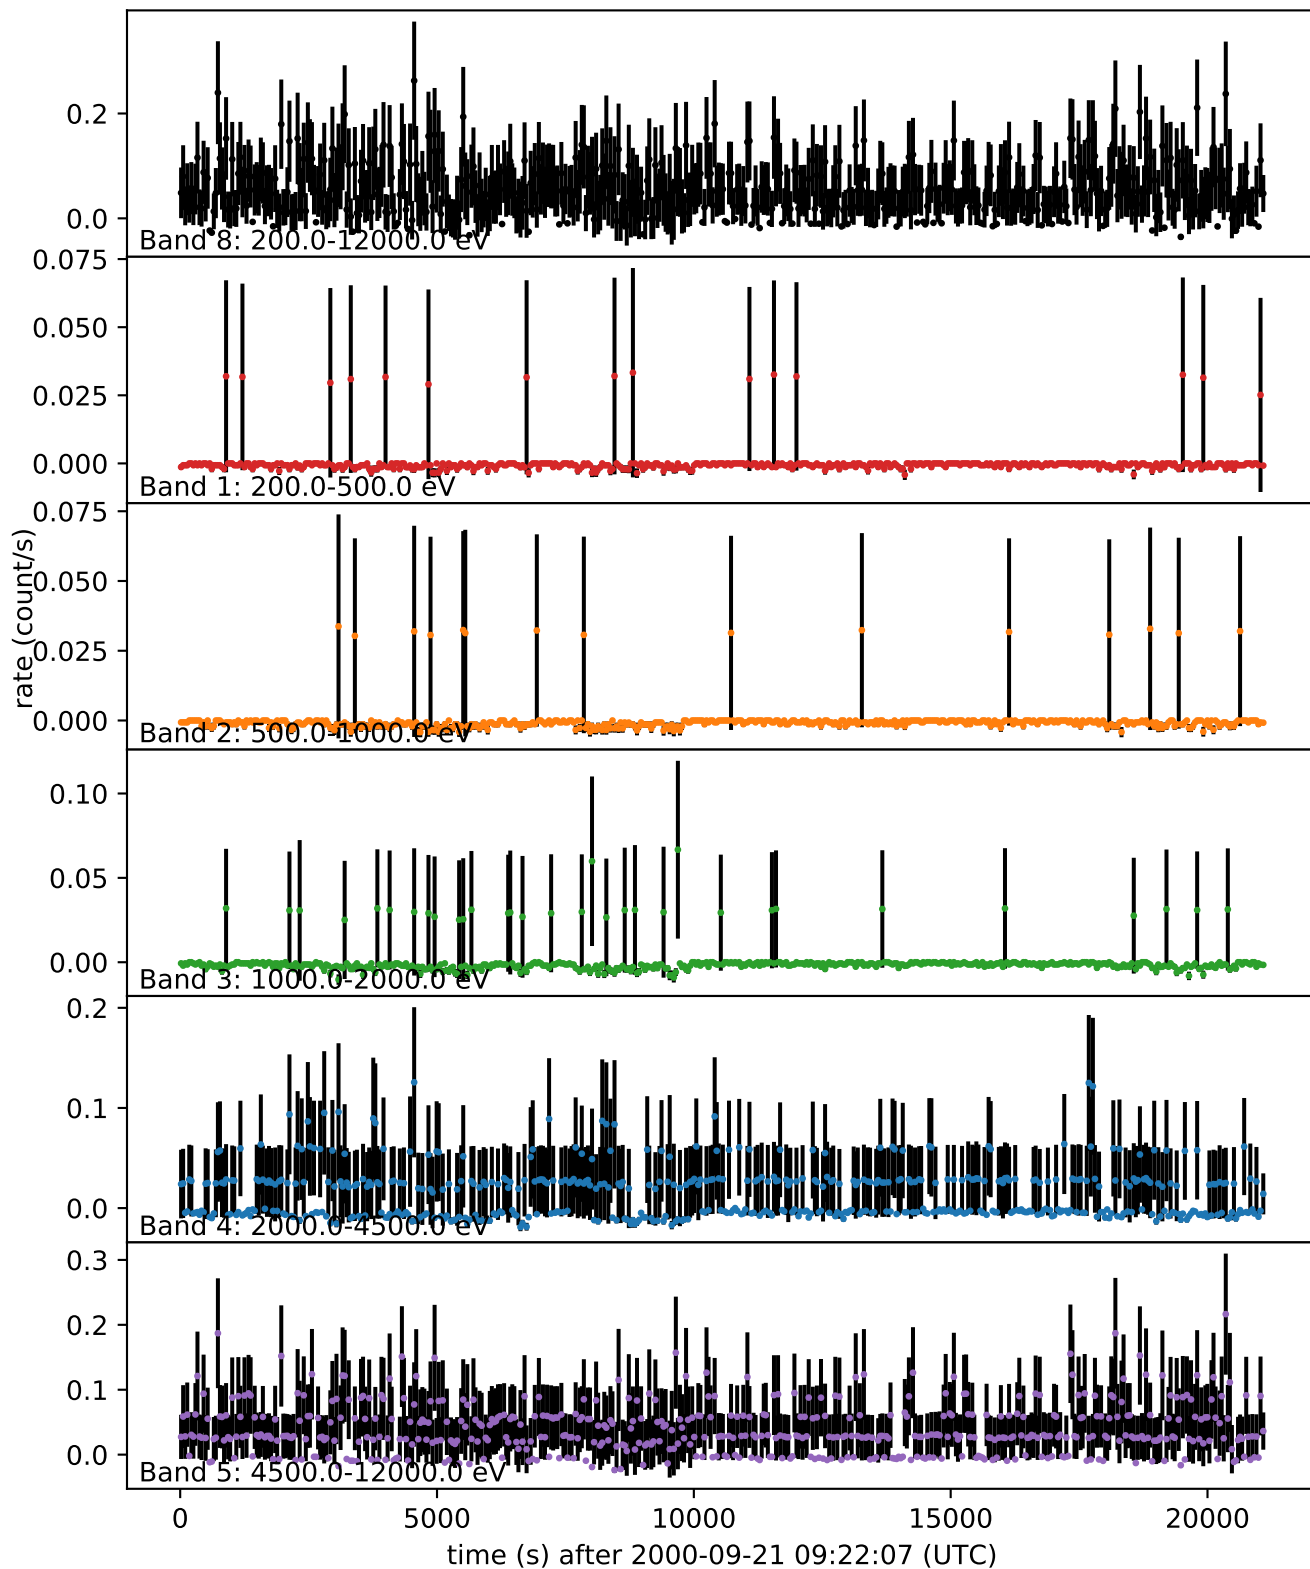 0.2
0.0
Band 8: 200.0-12000.0 eV
0.075
0.050
0.025
0.000
Band 1: 200.0-500.0 eV
0.075
0.050
0.025
0.000
Band 2: 500.0-1000.0 eV
rate (count/s)
0.10
0.05
0.00
Band 3: 1000.0-2000.0 eV
0.2
0.1
0.0
Band 4: 2000.0-4500.0 eV
0.3
0.2
0.1
0.0
Band 5: 4500.0-12000.0 eV
0 5000 10000 15000 20000
time (s) after 2000-09-21 09:22:07 (UTC)